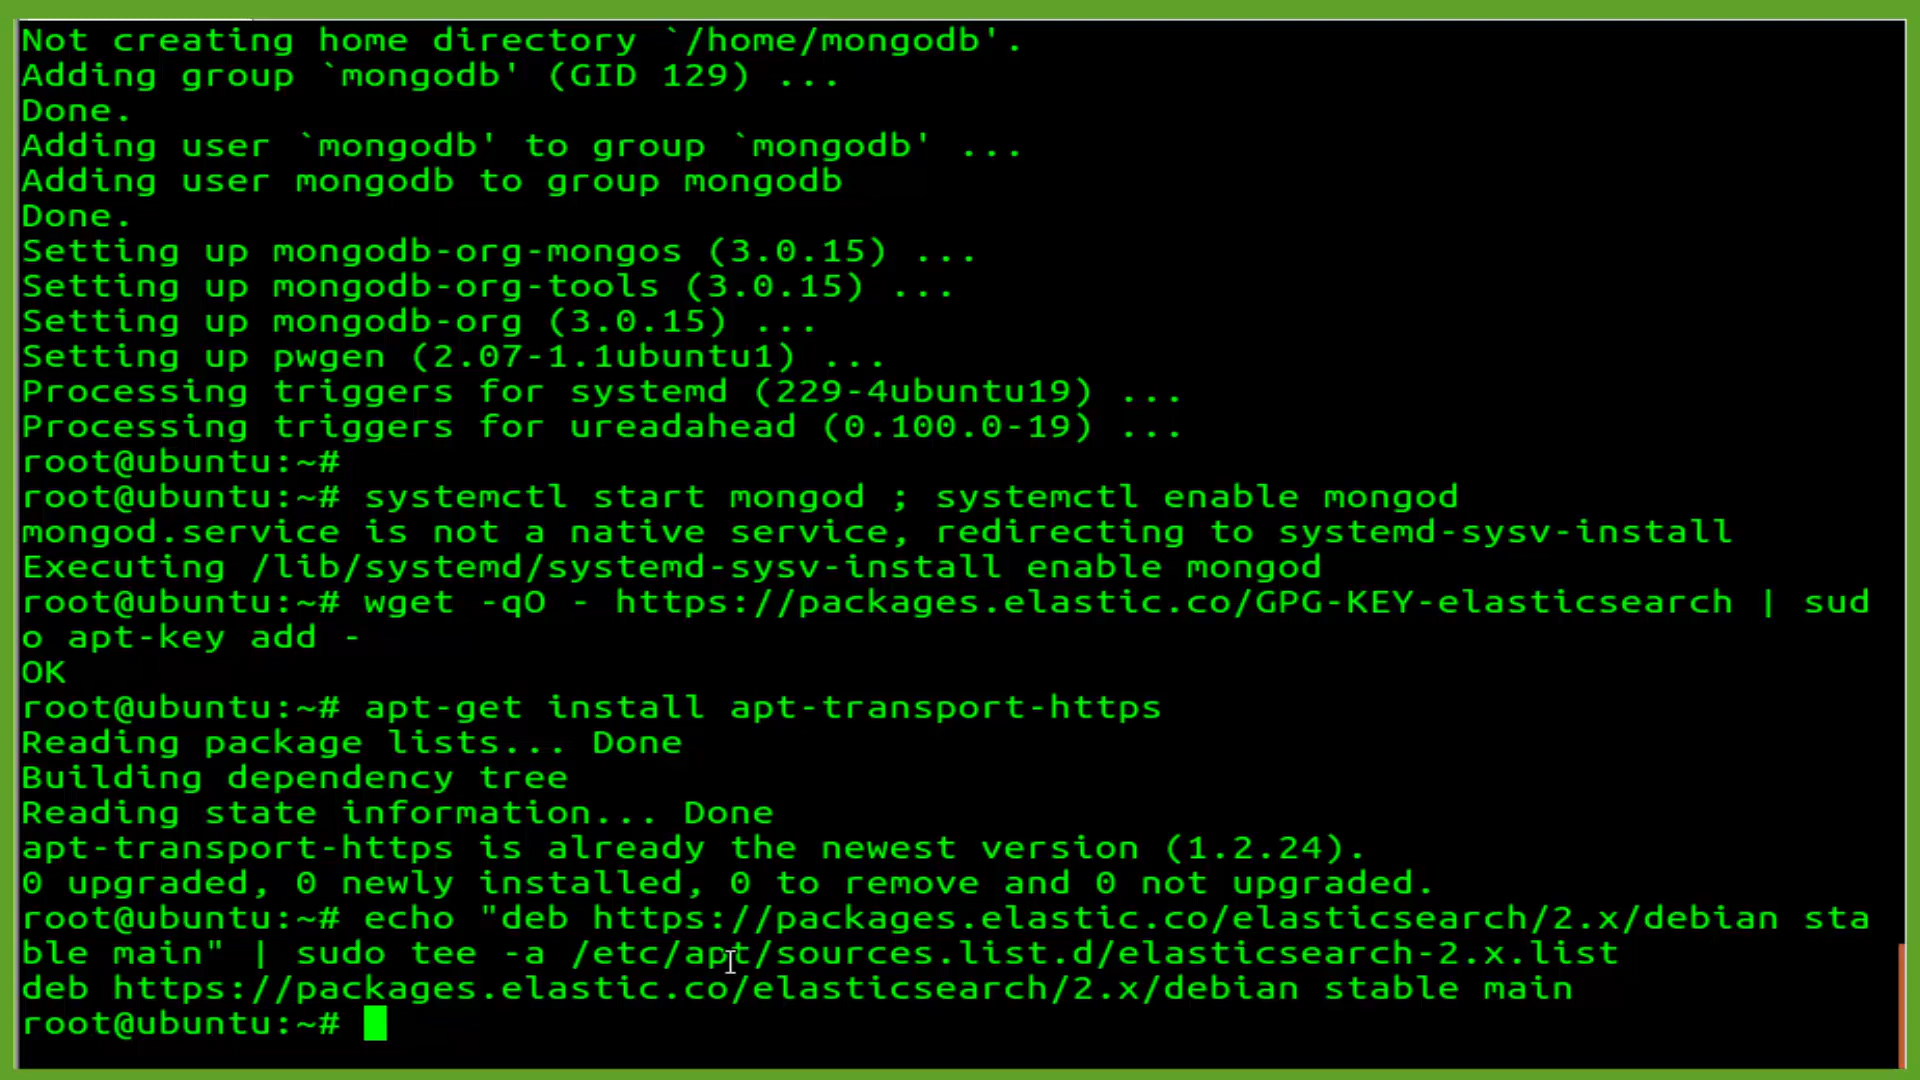 Not creating home directory `/home/mongodb'.
Adding group `mongodb' (GID 129) ...
Done.
Adding user `mongodb' to group `mongodb' ...
Adding user mongodb to group mongodb
Done.
Setting up mongodb-org-mongos (3.0.15) ...
Setting up mongodb-org-tools (3.0.15) ...
Setting up mongodb-org (3.0.15) ...
Setting up pwgen (2.07-1.1ubuntu1) ...
Processing triggers for systemd (229-4ubuntu19) ...
Processing triggers for ureadahead (0.100.0-19) ...
root@ubuntu:~#
root@ubuntu:~# systemctl start mongod ; systemctl enable mongod
mongod.service is not a native service, redirecting to systemd-sysv-install
Executing /lib/systemd/systemd-sysv-install enable mongod
root@ubuntu:~# wget -qO - https://packages.elastic.co/GPG-KEY-elasticsearch | sud
o apt-key add -
OK
root@ubuntu:~# apt-get install apt-transport-https
Reading package lists... Done
Building dependency tree
Reading state information... Done
apt-transport-https is already the newest version (1.2.24).
0 upgraded, 0 newly installed, 0 to remove and 0 not upgraded.
root@ubuntu:~# echo "deb https://packages.elastic.co/elasticsearch/2.x/debian sta
ble main" | sudo tee -a /etc/apt/sources.list.d/elasticsearch-2.x.list
deb https://packages.elastic.co/elasticsearch/2.x/debian stable main
root@ubuntu:~#